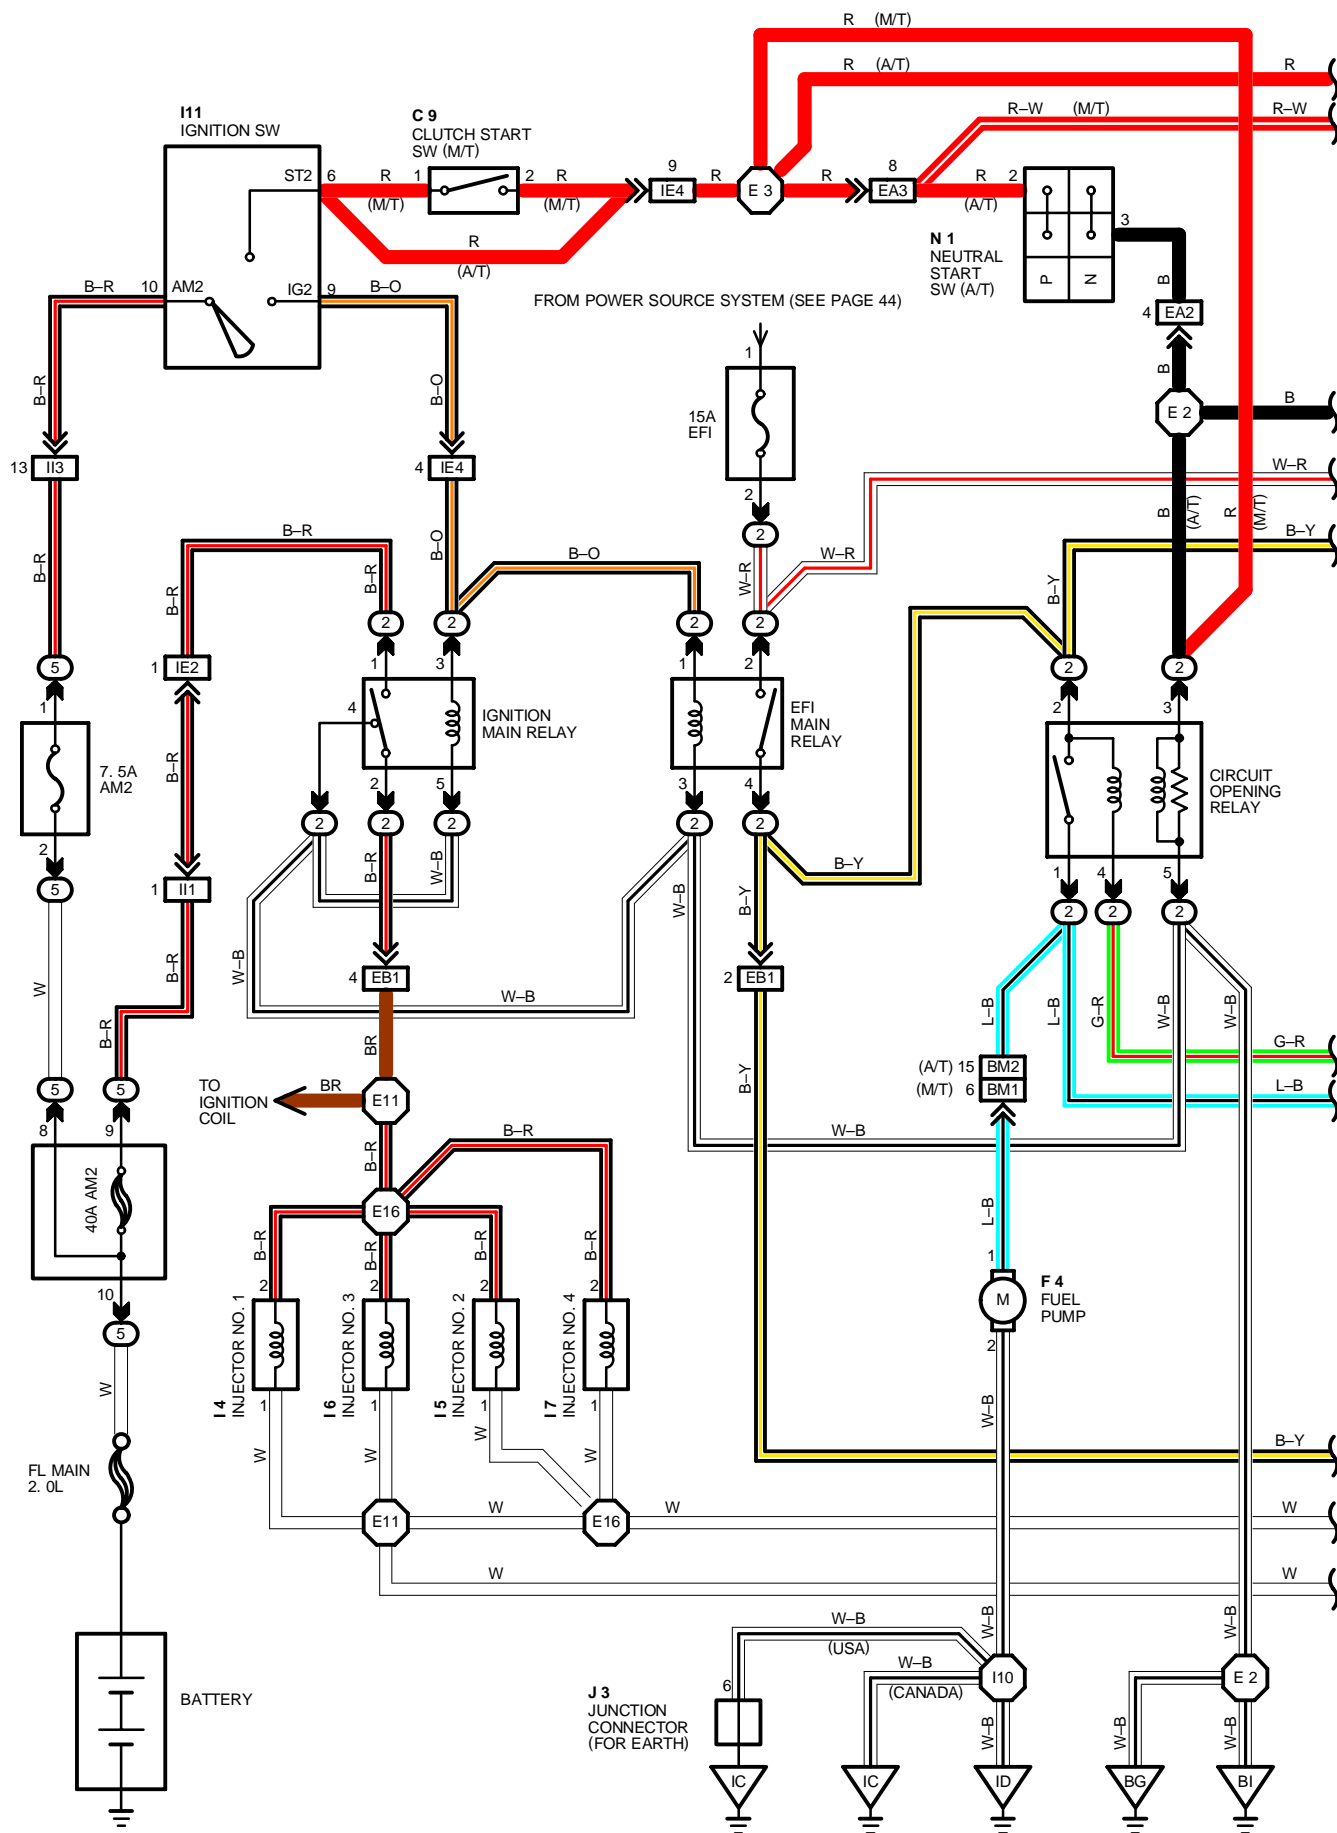 R (M/T)
R (A/T)
R
I11
IGNITION SW
C 9
CLUTCH START
SW (M/T)
R–W (M/T)
R–W
ST2
6
R
(M/T)
1
2
R
(M/T)
9
IE4
R
E 3
R
8
EA3
R
(A/T)
2
R
(A/T)
N 1
NEUTRAL
START
SW (A/T)
P
N
3
B
4
EA2
B–R
10
AM2
IG2
9
B–O
FROM POWER SOURCE SYSTEM (SEE PAGE 44)
1
B–R
B–O
15A
EFI
B
E 2
B
13
II3
4
IE4
2
W–R
B–R
B–R
B–O
B–O
2
W–R
W–R
B
(A/T)
R
(M/T)
B–Y
B–R
B–R
B–Y
2
2
2
2
5
1
IE2
1
3
1
2
2
2
1
4
IGNITION
MAIN RELAY
EFI
MAIN
RELAY
2
3
7. 5A
AM2
B–R
2
5
3
4
CIRCUIT
OPENING
RELAY
2
2
2
2
2
2
5
1
II1
B–R
W–B
W–B
B–Y
B–Y
1
4
5
2
2
2
W
B–R
W–B
4
EB1
W–B
2
EB1
L–B
L–B
G–R
W–B
W–B
B–R
BR
B–Y
G–R
(A/T) 15
BM2
(M/T) 6
BM1
L–B
5
5
TO
IGNITION
COIL
BR
E11
8
9
B–R
B–R
W–B
40A AM2
E16
L–B
B–R
B–R
B–R
B–R
10
2
2
2
2
1
F 4
FUEL
PUMP
M
5
I 4
INJECTOR NO. 1
I 6
INJECTOR NO. 3
I 5
INJECTOR NO. 2
I 7
INJECTOR NO. 4
2
W
1
1
1
1
W–B
W
W
W
W
B–Y
FL MAIN
2. 0L
E11
W
E16
W
W
W
W
W–B
(USA)
W–B
W–B
W–B
(CANADA)
I10
E 2
BATTERY
J 3
JUNCTION
CONNECTOR
(FOR EARTH)
6
W–B
W–B
W–B
IC
IC
ID
BG
BI